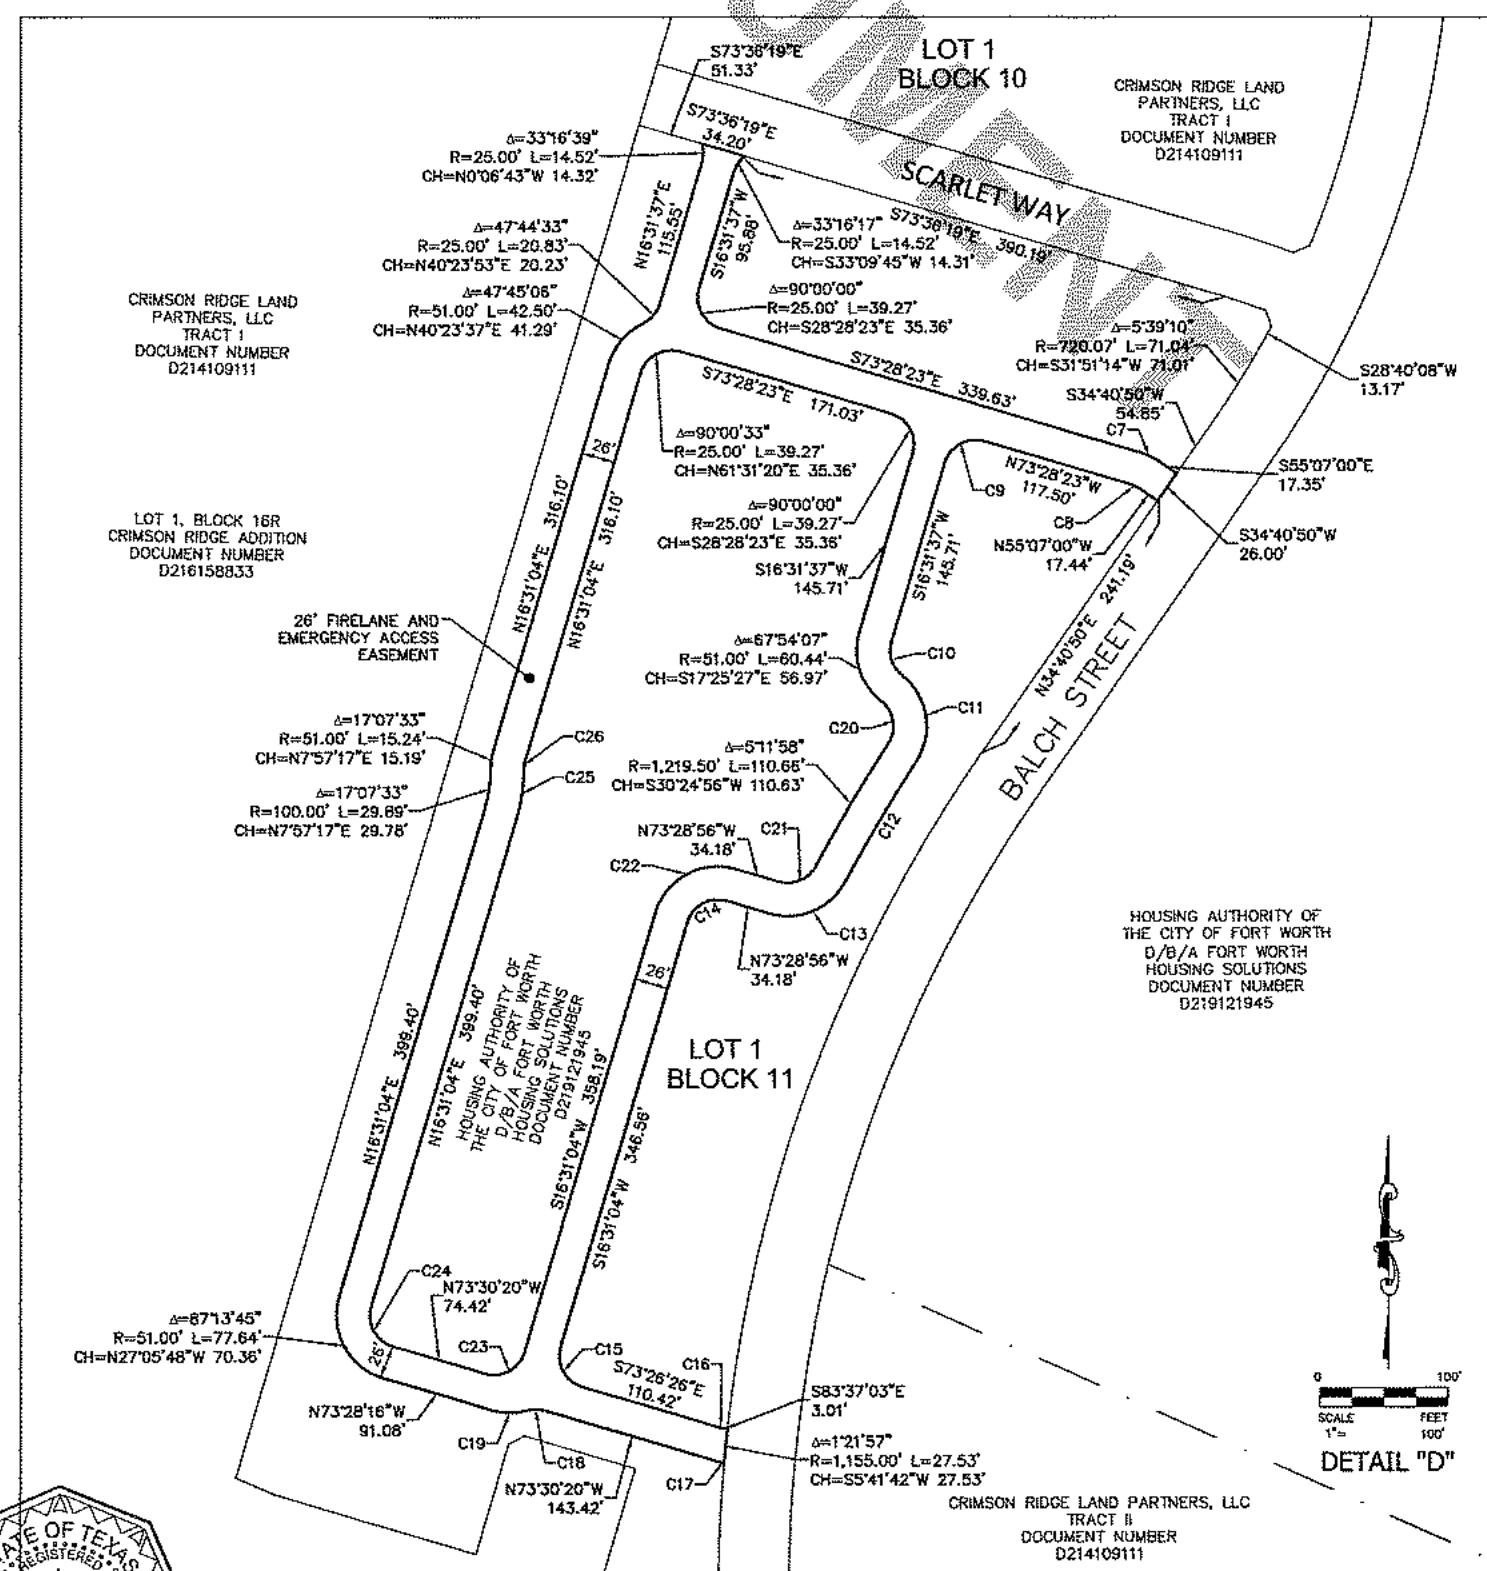 LOT 1
BLOCK 10
S73°36'19"E
51.33'
CRIMSON RIDGE LAND
PARTNERS, LLC
TRACT I
DOCUMENT NUMBER
D214109111
S73°36'19"E
34.20'
Δ=33°16'39"
R=25.00' L=14.52'
CH=N0°06'43"W 14.32'
SCARLET WAY
S73°36'19"E 390.19'
N16°31'37"E
115.55'
S16°31'37"W
95.88'
Δ=33°16'17"
R=25.00' L=14.52'
CH=S33°09'45"W 14.31'
Δ=47°44'33"
R=25.00' L=20.83'
CH=N40°23'53"E 20.23'
Δ=47°45'06"
R=51.00' L=42.50'
CH=N40°23'37"E 41.29'
Δ=90°00'00"
R=25.00' L=39.27'
CH=S28°28'23"E 35.36'
CRIMSON RIDGE LAND
PARTNERS, LLC
TRACT I
DOCUMENT NUMBER
D214109111
Δ=5°39'10"
R=720.07' L=71.04'
CH=S31°51'14"W 71.01'
S28°40'08"W
13.17'
S73°28'23"E 339.63'
S73°28'23"E 171.03'
S34°40'50"W
54.85'
C7
Δ=90°00'33"
R=25.00' L=39.27'
CH=N61°31'20"E 35.36'
26'
S55°07'00"E
17.35'
N73°28'23"W
117.50'
C9
C8
Δ=90°00'00"
R=25.00' L=39.27'
CH=S28°28'23"E 35.36'
S34°40'50"W
26.00'
N55°07'00"W
17.44'
LOT 1, BLOCK 16R
CRIMSON RIDGE ADDITION
DOCUMENT NUMBER
D216158833
N16°31'04"E 316.10'
N16°31'04"E 316.10'
S16°31'37"W
145.71'
S16°31'37"W
145.71'
N34°40'50"E 241.19'
BALCH STREET
26' FIRELANE AND
EMERGENCY ACCESS
EASEMENT
Δ=67°54'07"
R=51.00' L=60.44'
CH=S17°25'27"E 56.97'
C10
C11
C20
Δ=17°07'33"
R=51.00' L=15.24'
CH=N7°57'17"E 15.19'
C26
C25
Δ=5°11'58"
R=1,219.50' L=110.66'
CH=S30°24'56"W 110.63'
Δ=17°07'33"
R=100.00' L=29.89'
CH=N7°57'17"E 29.78'
N73°28'56"W
34.18'
C21
C12
C22
C14
C13
N73°28'56"W
34.18'
26'
HOUSING AUTHORITY OF
THE CITY OF FORT WORTH
D/B/A FORT WORTH
HOUSING SOLUTIONS
DOCUMENT NUMBER
D219121945
HOUSING AUTHORITY OF
THE CITY OF FORT WORTH
D/B/A FORT WORTH
HOUSING SOLUTIONS
DOCUMENT NUMBER
D219121945
N16°31'04"E 399.40'
N16°31'04"E 399.40'
S16°31'04"W 358.19'
S16°31'04"W 346.56'
LOT 1
BLOCK 11
C24
N73°30'20"W
74.42'
C23
C15
C16
S73°26'26"E
110.42'
Δ=87°13'45"
R=51.00' L=77.64'
CH=N27°05'48"W 70.36'
26'
S83°37'03"E
3.01'
N73°28'16"W
91.08'
C19
C18
Δ=1°21'57"
R=1,155.00' L=27.53'
CH=S5°41'42"W 27.53'
C17
N73°30'20"W
143.42'
CRIMSON RIDGE LAND PARTNERS, LLC
TRACT II
DOCUMENT NUMBER
D214109111
0 100'
SCALE FEET
1"= 100'
DETAIL "D"
ATE OF TEXAS
REGISTERED
UMENT